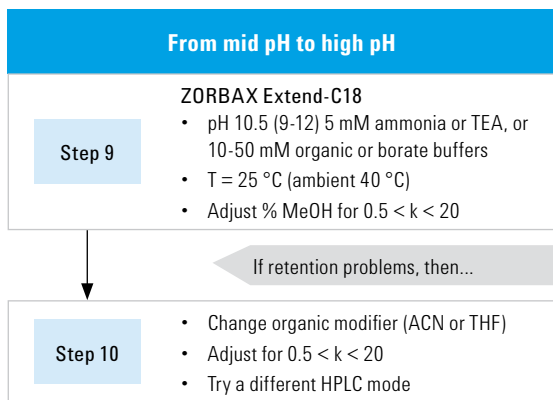 From mid pH to high pH
Step 9
ZORBAX Extend-C18
• pH 10.5 (9-12) 5 mM ammonia or TEA, or
10-50 mM organic or borate buffers
• T = 25 °C (ambient 40 °C)
• Adjust % MeOH for 0.5 < k < 20
If retention problems, then...
Step 10
• Change organic modifier (ACN or THF)
• Adjust for 0.5 < k < 20
• Try a different HPLC mode